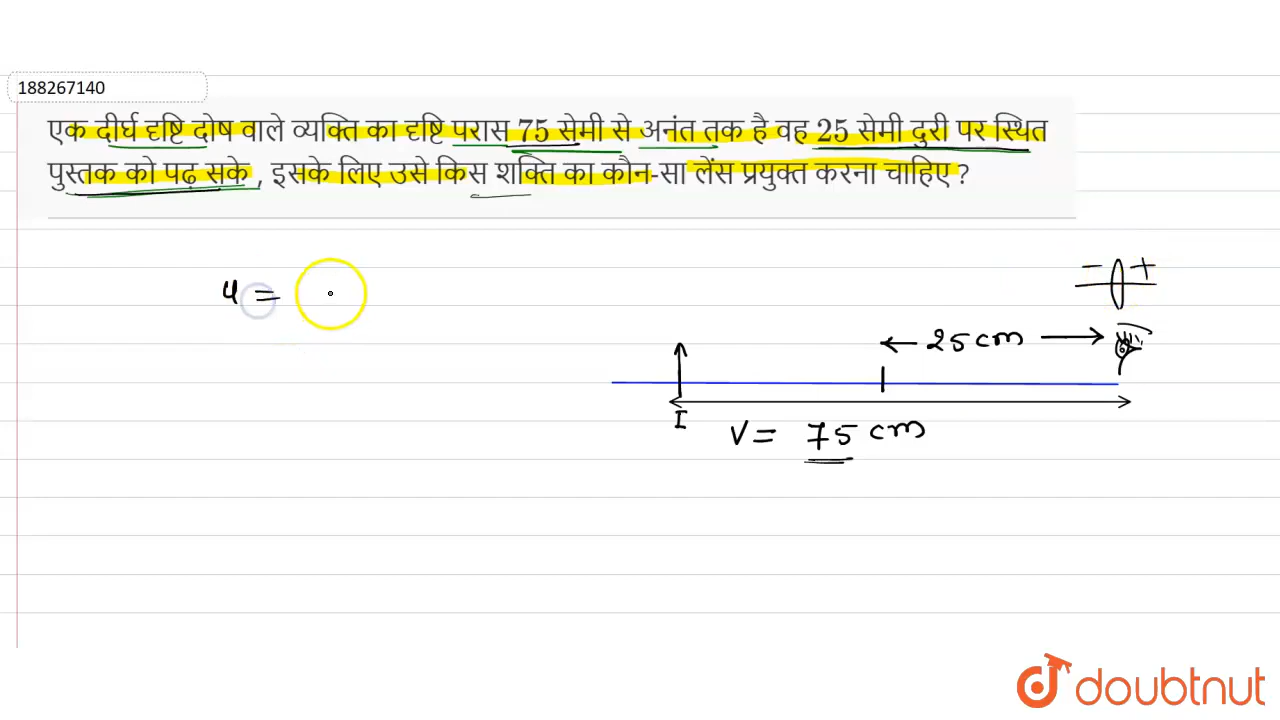 188267140
एक दीर्घ दृष्टि दोष वाले व्यक्ति का दृष्टि परास 75 सेमी से अनंत तक है वह 25 सेमी दुरी पर स्थित
पुस्तक को पढ़ सके , इसके लिए उसे किस शक्ति का कौन-सा लेंस प्रयुक्त करना चाहिए ?
- +
u =
25 cm
I
V = 75 cm
doubtnut